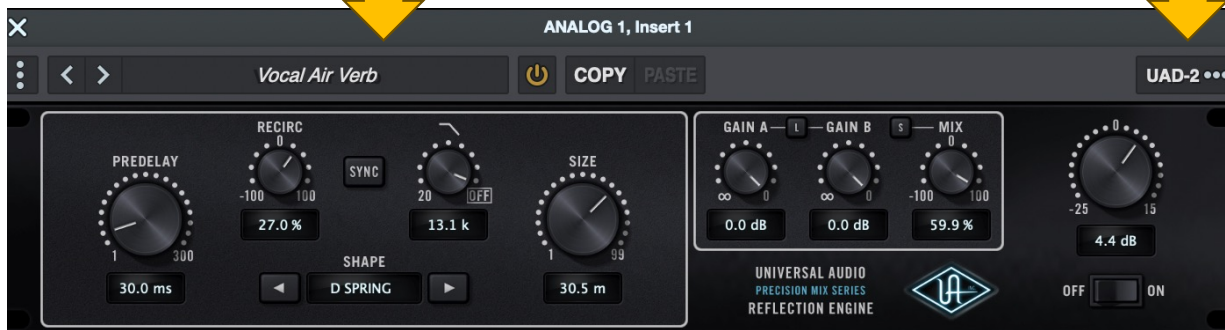 ANALOG 1, Insert 1
Vocal Air Verb
COPY PASTE
UAD-2
PREDELAY
1 300
30.0 ms
RECIRC
0
-100 100
27.0 %
SYNC
20 OFF
13.1 k
SHAPE
D SPRING
SIZE
1 99
30.5 m
GAIN A L GAIN B S MIX
0
∞ 0 ∞ 0 -100 100
0.0 dB 0.0 dB 59.9 %
UNIVERSAL AUDIO
PRECISION MIX SERIES
REFLECTION ENGINE
UA
0
-25 15
4.4 dB
OFF ON